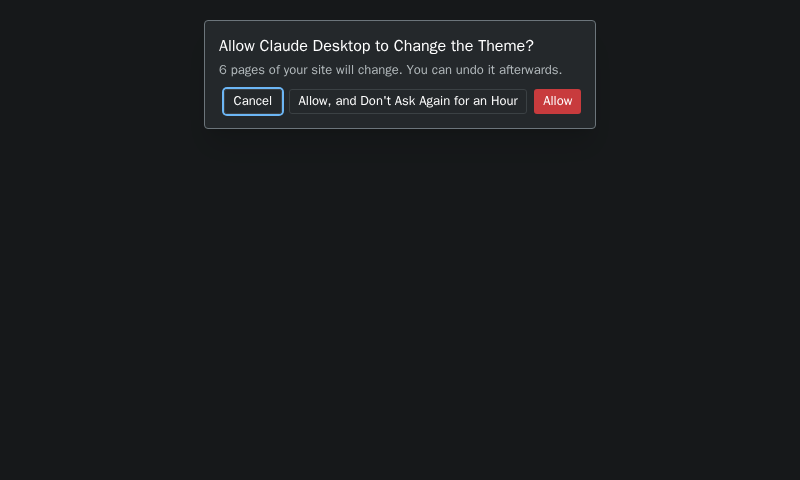 Allow Claude Desktop to Change the Theme?
6 pages of your site will change. You can undo it afterwards.
Cancel
Allow, and Don't Ask Again for an Hour
Allow